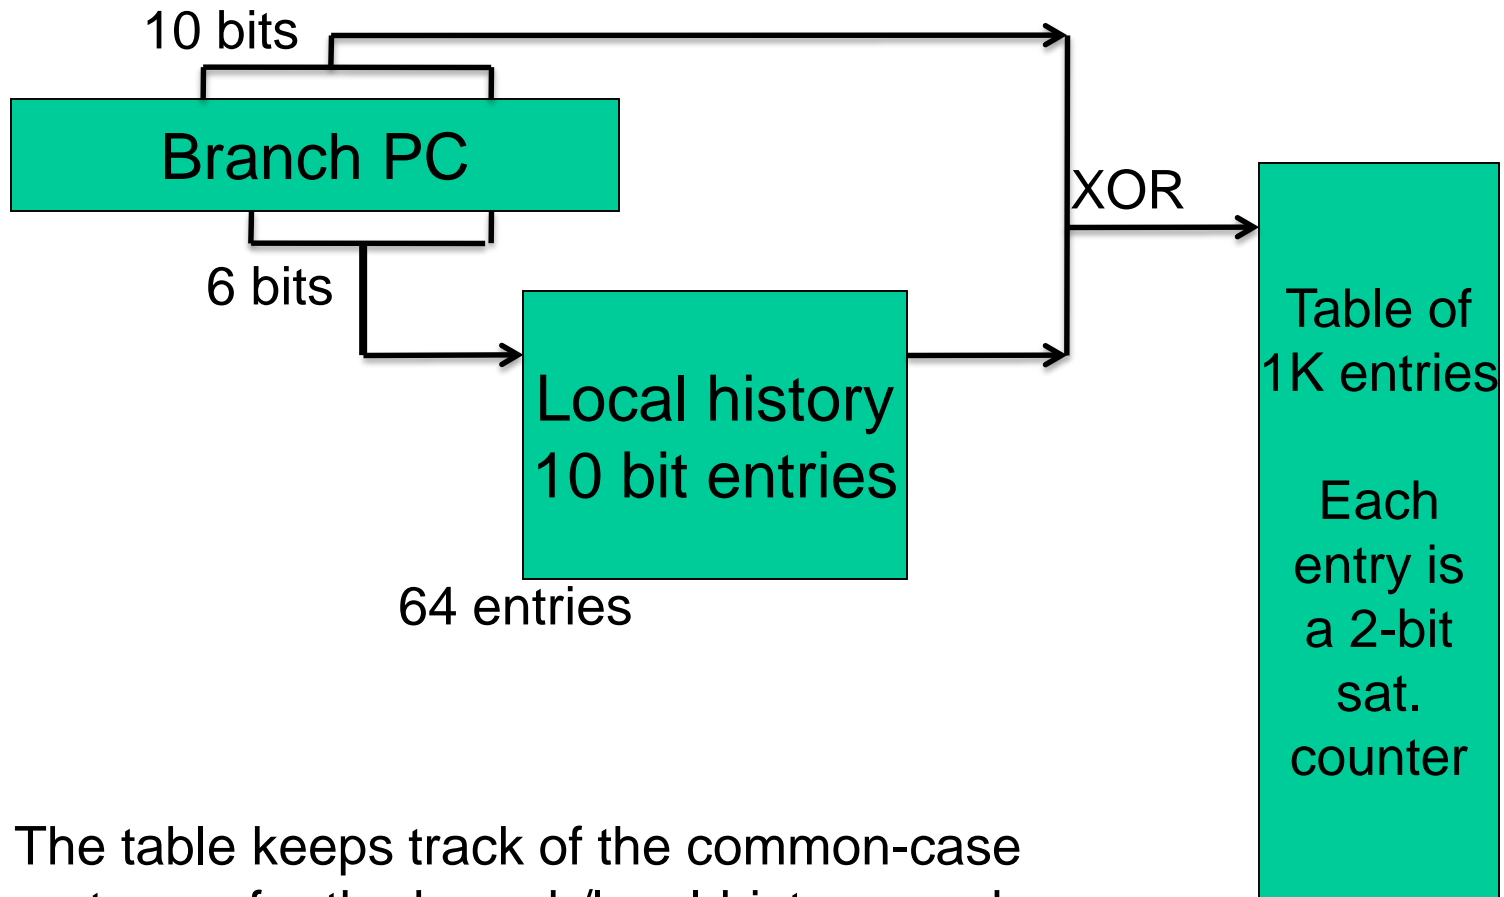 10 bits
Branch PC
6 bits
XOR
Local history
10 bit entries
64 entries
Table of
1K entries
Each
entry is
a 2-bit
sat.
counter
The table keeps track of the common-case